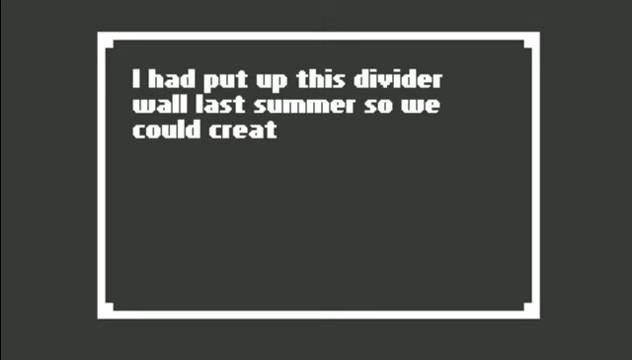 I had put up this divider
wall last summer so we
could creat